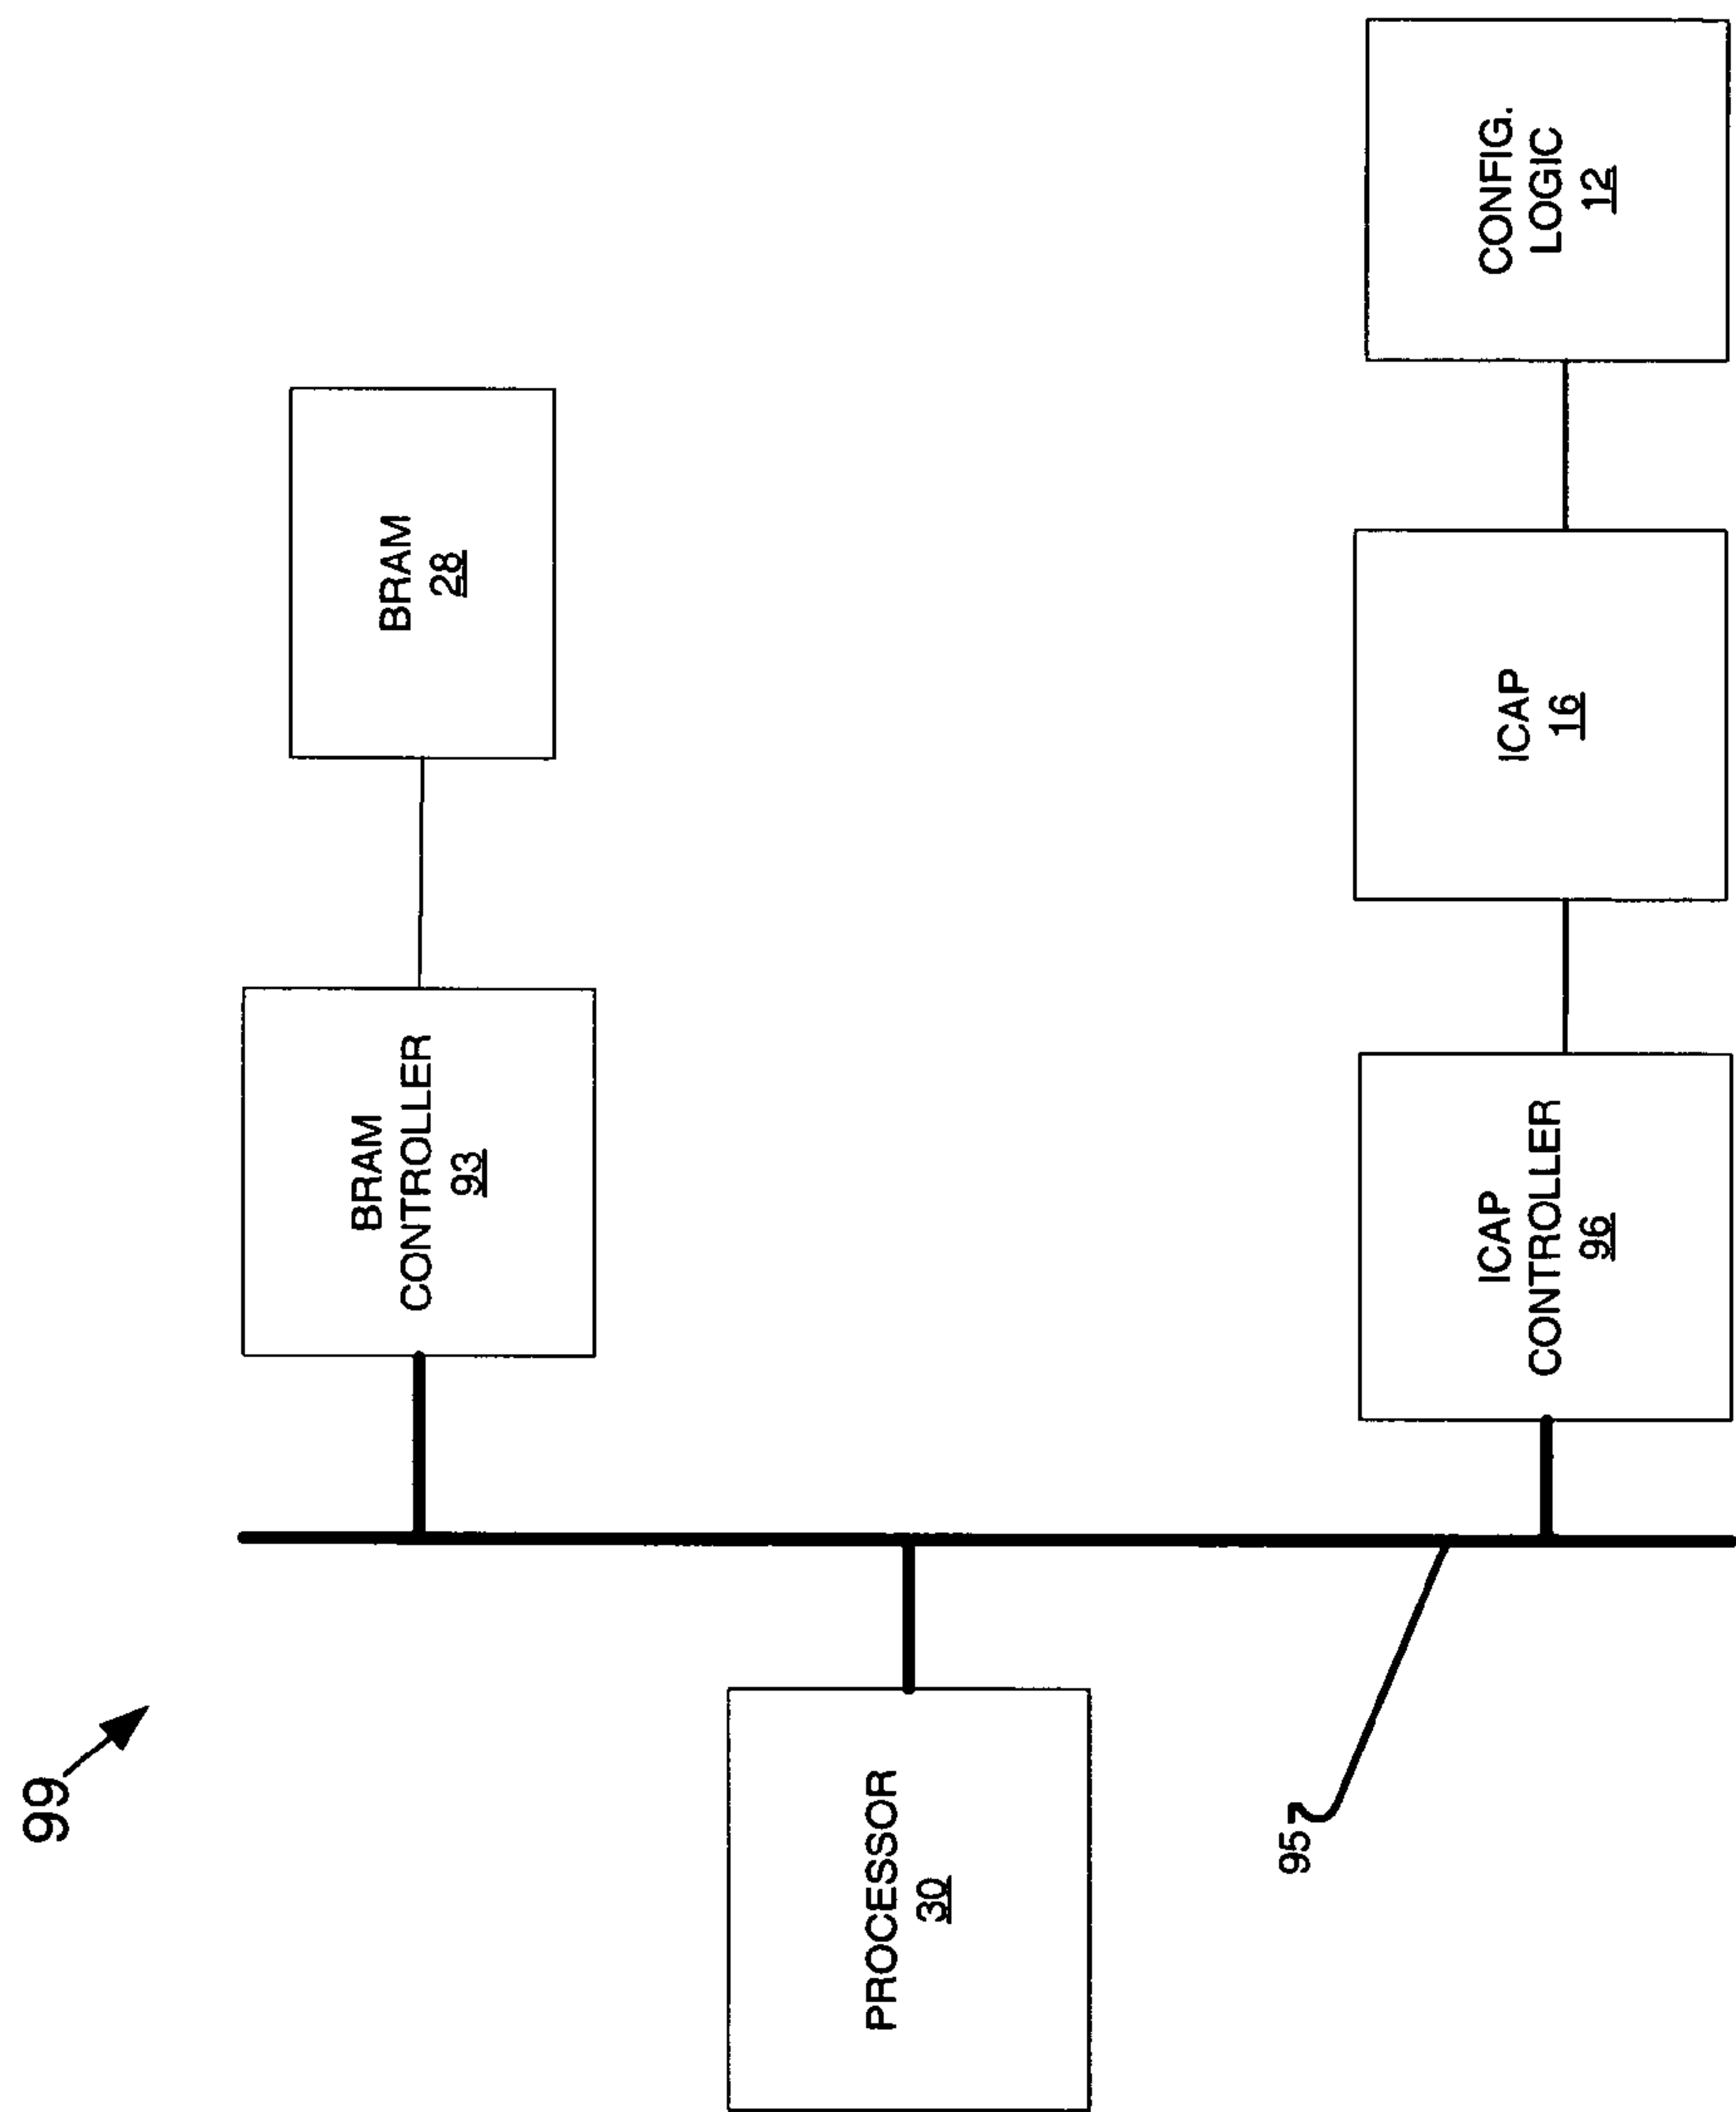 99
BRAM
CONTROLLER
93
BRAM
28
PROCESSOR
30
95
ICAP
CONTROLLER
96
ICAP
16
CONFIG.
LOGIC
12